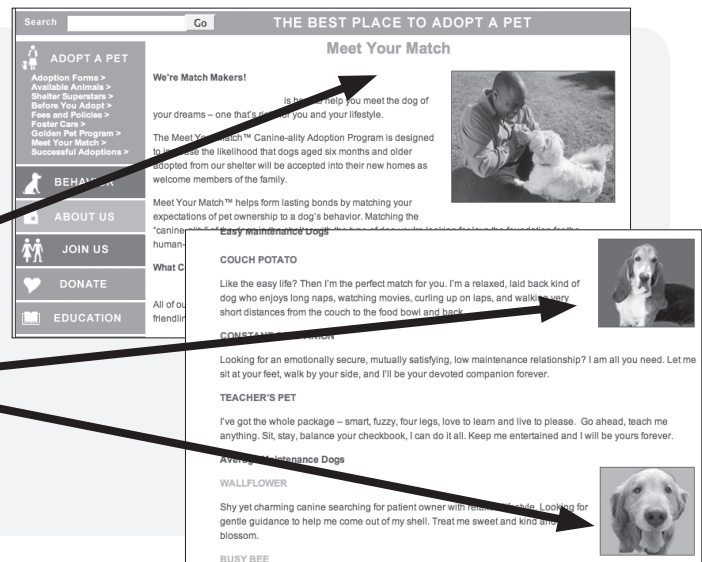 Search
Go
THE BEST PLACE TO ADOPT A PET
ADOPT A PET
Adoption Forms >
Available Animals >
Shelter Superstars >
Before You Adopt >
Fees and Policies >
Foster Care >
Golden Pet Program >
Meet Your Match >
Successful Adoptions >
BEHAVIOR
ABOUT US
JOIN US
DONATE
EDUCATION
Meet Your Match
We're Match Makers!
is here to help you meet the dog of
your dreams – one that's for you and your lifestyle.
The Meet Your Match™ Canine-ality Adoption Program is designed
to increase the likelihood that dogs aged six months and older
adopted from our shelter will be accepted into their new homes as
welcome members of the family.
Meet Your Match™ helps form lasting bonds by matching your
expectations of pet ownership to a dog's behavior. Matching the
human-
What C
All of ou
friendlin
Easy Maintenance Dogs
COUCH POTATO
Like the easy life? Then I'm the perfect match for you. I'm a relaxed, laid back kind of
dog who enjoys long naps, watching movies, curling up on laps, and walking very
short distances from the couch to the food bowl and back.
CONSTANT COMPANION
Looking for an emotionally secure, mutually satisfying, low maintenance relationship? I am all you need. Let me
sit at your feet, walk by your side, and I'll be your devoted companion forever.
TEACHER'S PET
I've got the whole package – smart, fuzzy, four legs, love to learn and live to please. Go ahead, teach me
anything. Sit, stay, balance your checkbook, I can do it all. Keep me entertained and I will be yours forever.
Average Maintenance Dogs
WALLFLOWER
Shy yet charming canine searching for patient owner with relaxed lifestyle. Looking for
gentle guidance to help me come out of my shell. Treat me sweet and kind and
blossom.
BUSY BEE